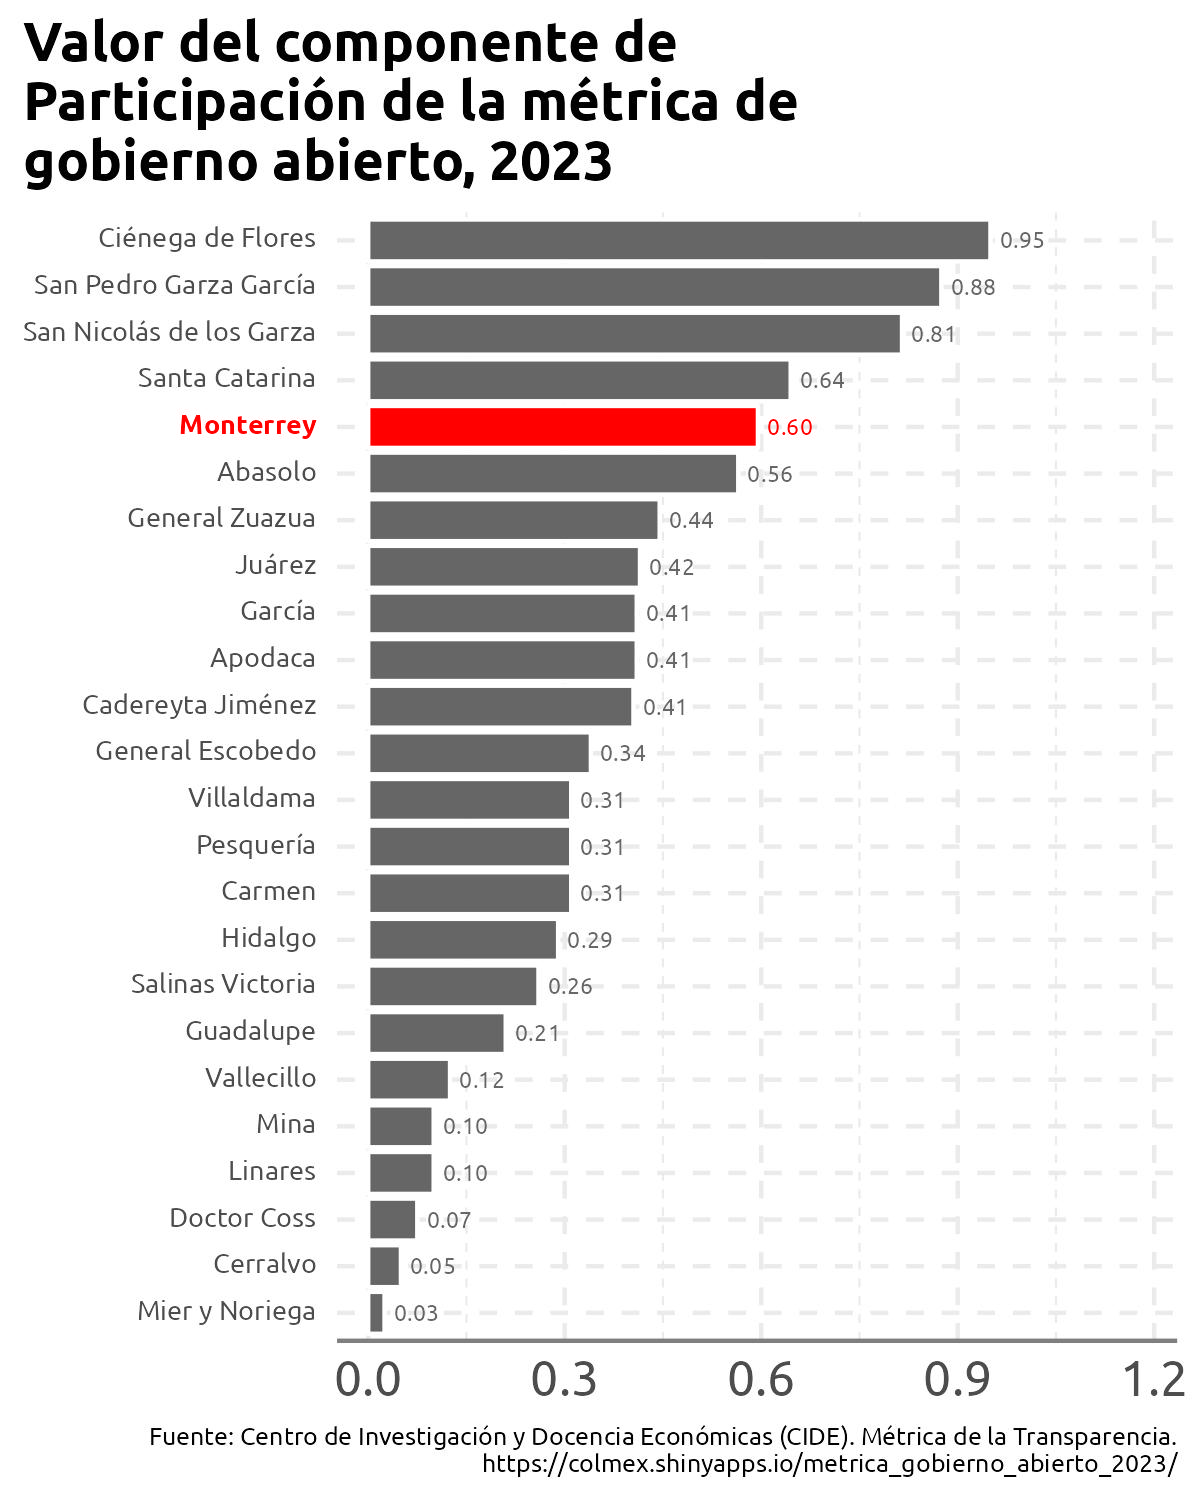 Valor del componente de
Participación de la métrica de
gobierno abierto, 2023
Ciénega de Flores 0.95
San Pedro Garza García 0.88
San Nicolás de los Garza 0.81
Santa Catarina 0.64
Monterrey 0.60
Abasolo 0.56
General Zuazua 0.44
Juárez 0.42
García 0.41
Apodaca 0.41
Cadereyta Jiménez 0.41
General Escobedo 0.34
Villaldama 0.31
Pesquería 0.31
Carmen 0.31
Hidalgo 0.29
Salinas Victoria 0.26
Guadalupe 0.21
Vallecillo 0.12
Mina 0.10
Linares 0.10
Doctor Coss 0.07
Cerralvo 0.05
Mier y Noriega 0.03
0.0 0.3 0.6 0.9 1.2
Fuente: Centro de Investigación y Docencia Económicas (CIDE). Métrica de la Transparencia.
https://colmex.shinyapps.io/metrica_gobierno_abierto_2023/